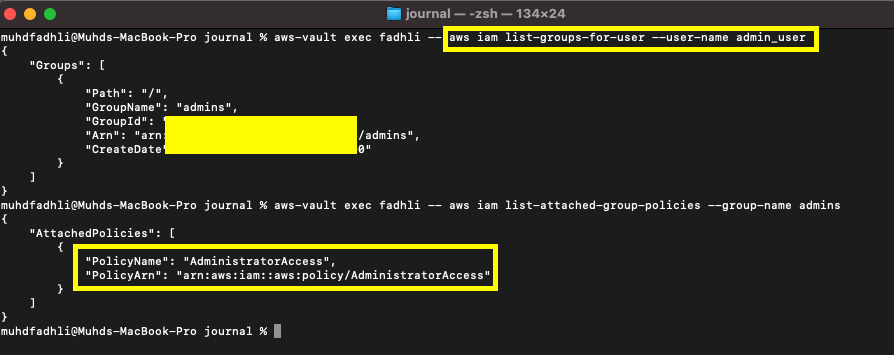 journal — -zsh — 134×24
muhdfadhli@Muhds-MacBook-Pro journal % aws-vault exec fadhli -- aws iam list-groups-for-user --user-name admin_user
{
    "Groups": [
        {
            "Path": "/",
            "GroupName": "admins",
            "GroupId": "
            "Arn": "arn: /admins",
            "CreateDate" 0"
        }
    ]
}
muhdfadhli@Muhds-MacBook-Pro journal % aws-vault exec fadhli -- aws iam list-attached-group-policies --group-name admins
{
    "AttachedPolicies": [
        {
            "PolicyName": "AdministratorAccess",
            "PolicyArn": "arn:aws:iam::aws:policy/AdministratorAccess"
        }
    ]
}
muhdfadhli@Muhds-MacBook-Pro journal %